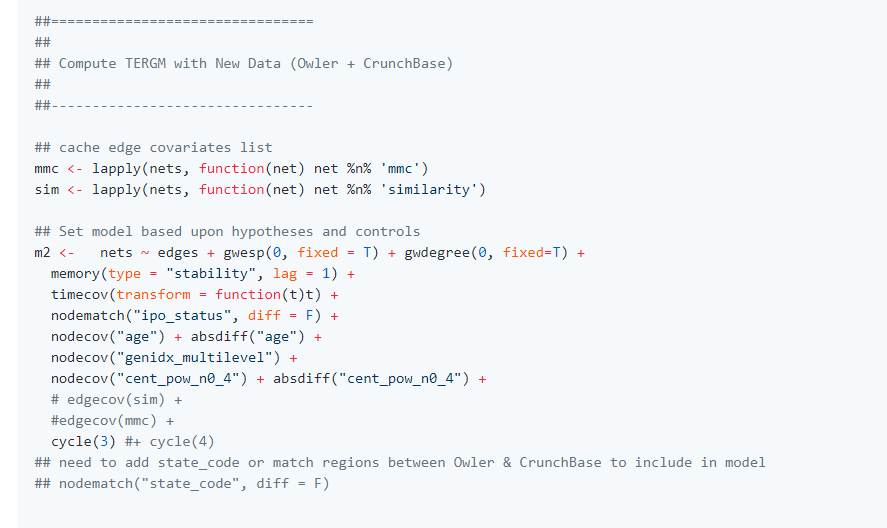 ##================================
##
## Compute TERGM with New Data (Owler + CrunchBase)
##
##--------------------------------
## cache edge covariates list
mmc <- lapply(nets, function(net) net %n% 'mmc')
sim <- lapply(nets, function(net) net %n% 'similarity')
## Set model based upon hypotheses and controls
m2 <-   nets ~ edges + gwesp(0, fixed = T) + gwdegree(0, fixed=T) +
  memory(type = "stability", lag = 1) +
  timecov(transform = function(t)t) +
  nodematch("ipo_status", diff = F) +
  nodecov("age") + absdiff("age") +
  nodecov("genidx_multilevel") +
  nodecov("cent_pow_n0_4") + absdiff("cent_pow_n0_4") +
  # edgecov(sim) +
  #edgecov(mmc) +
  cycle(3) #+ cycle(4)
## need to add state_code or match regions between Owler & CrunchBase to include in model
## nodematch("state_code", diff = F)